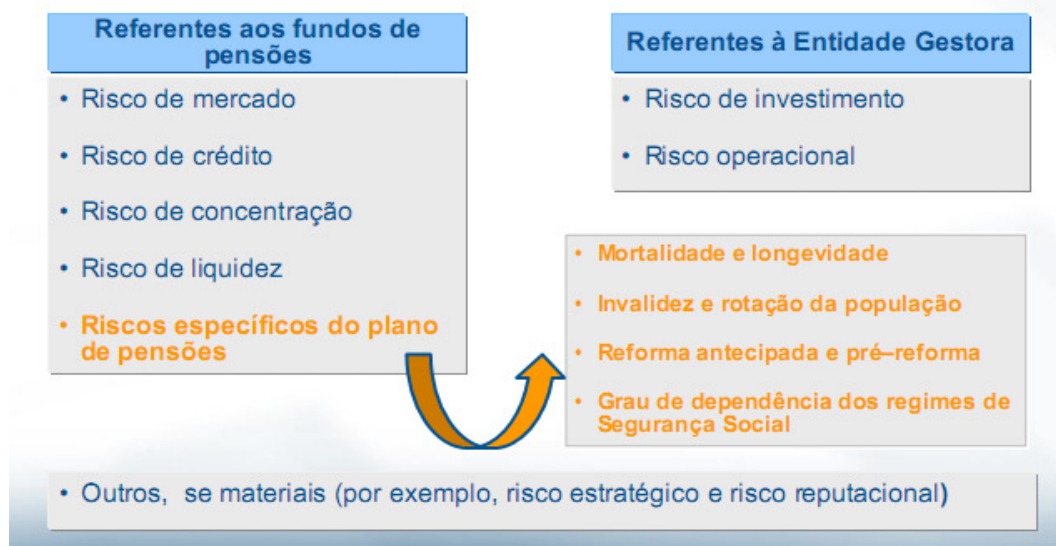 Referentes aos fundos de
pensões
• Risco de mercado
• Risco de crédito
• Risco de concentração
• Risco de liquidez
• Riscos específicos do plano
de pensões
Referentes à Entidade Gestora
• Risco de investimento
• Risco operacional
• Mortalidade e longevidade
• Invalidez e rotação da população
• Reforma antecipada e pré–reforma
• Grau de dependência dos regimes de
Segurança Social
• Outros, se materiais (por exemplo, risco estratégico e risco reputacional)